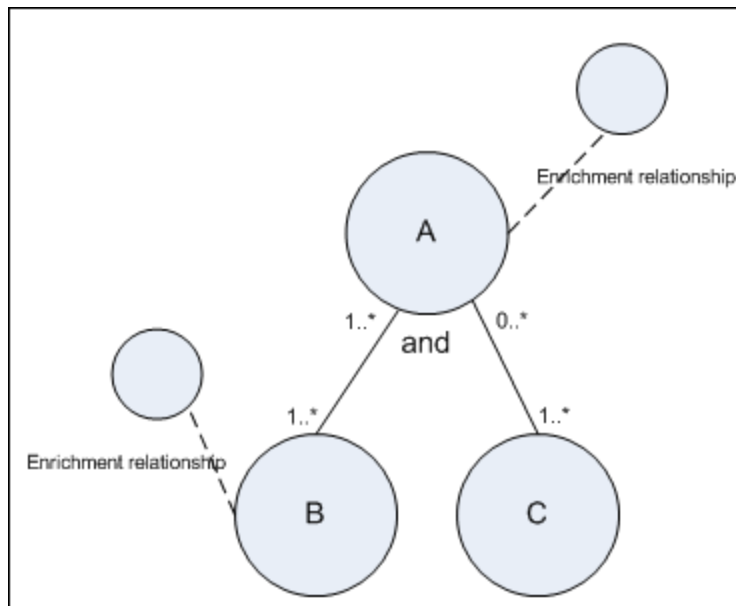 Enrichment relationship
A
1..*
0..*
and
1..*
1..*
Enrichment relationship
B
C